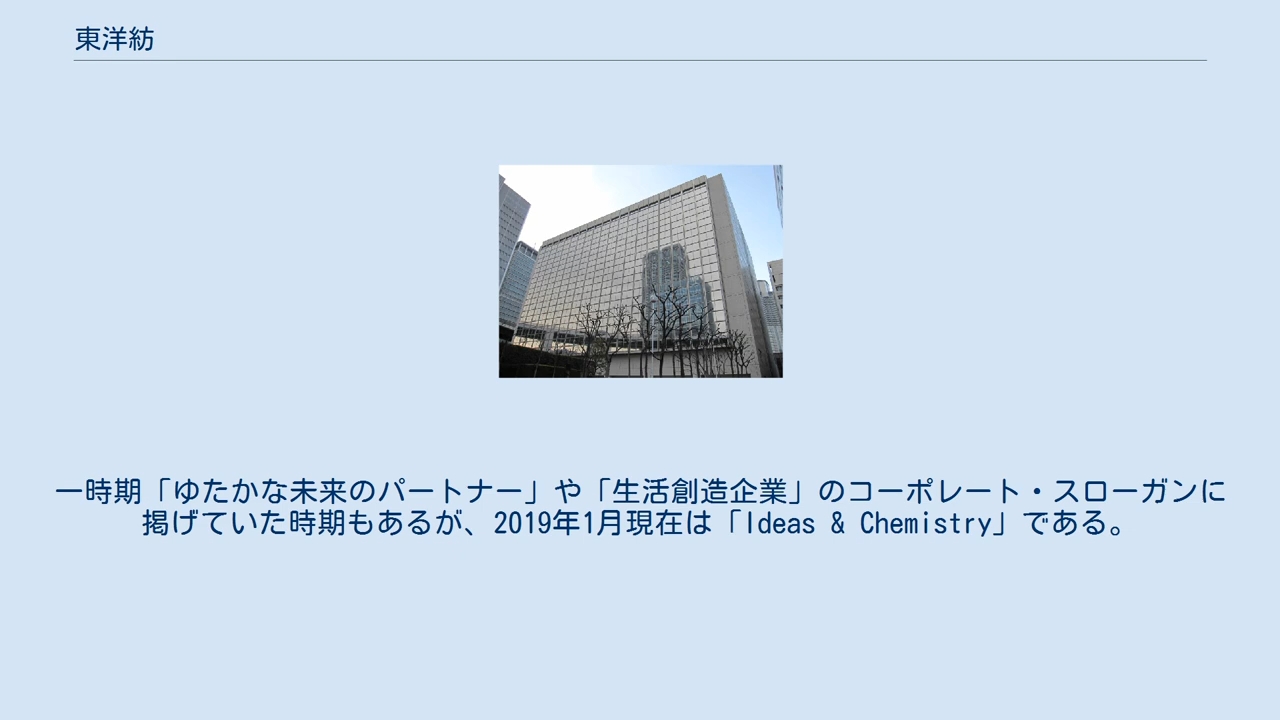 東洋紡
一時期「ゆたかな未来のパートナー」や「生活創造企業」のコーポレート・スローガンに
掲げていた時期もあるが、2019年1月現在は「Ideas & Chemistry」である。